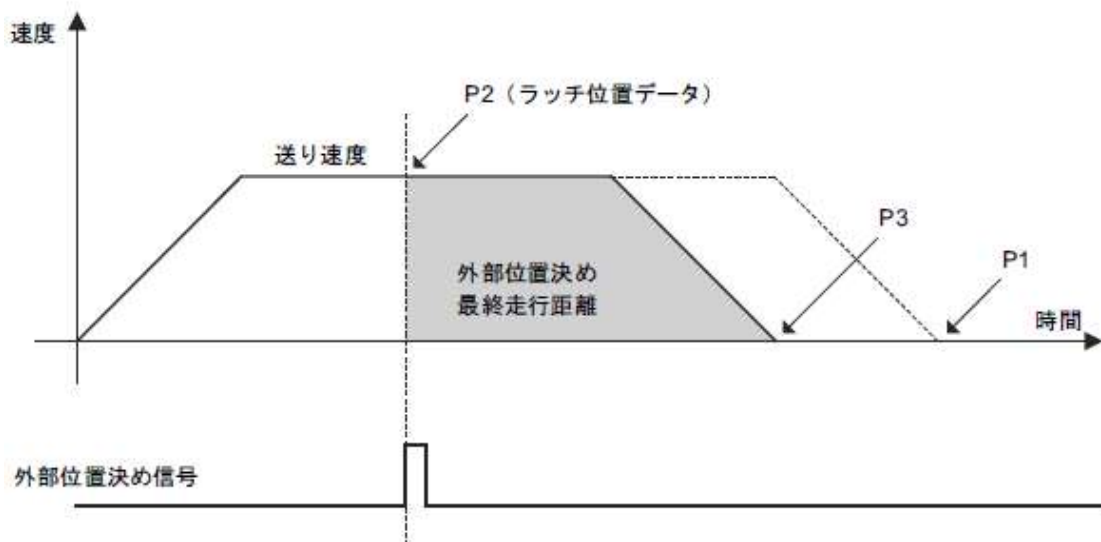 速度
P2（ラッチ位置データ）
送り速度
P3
外部位置決め
最終走行距離
P1
時間
外部位置決め信号